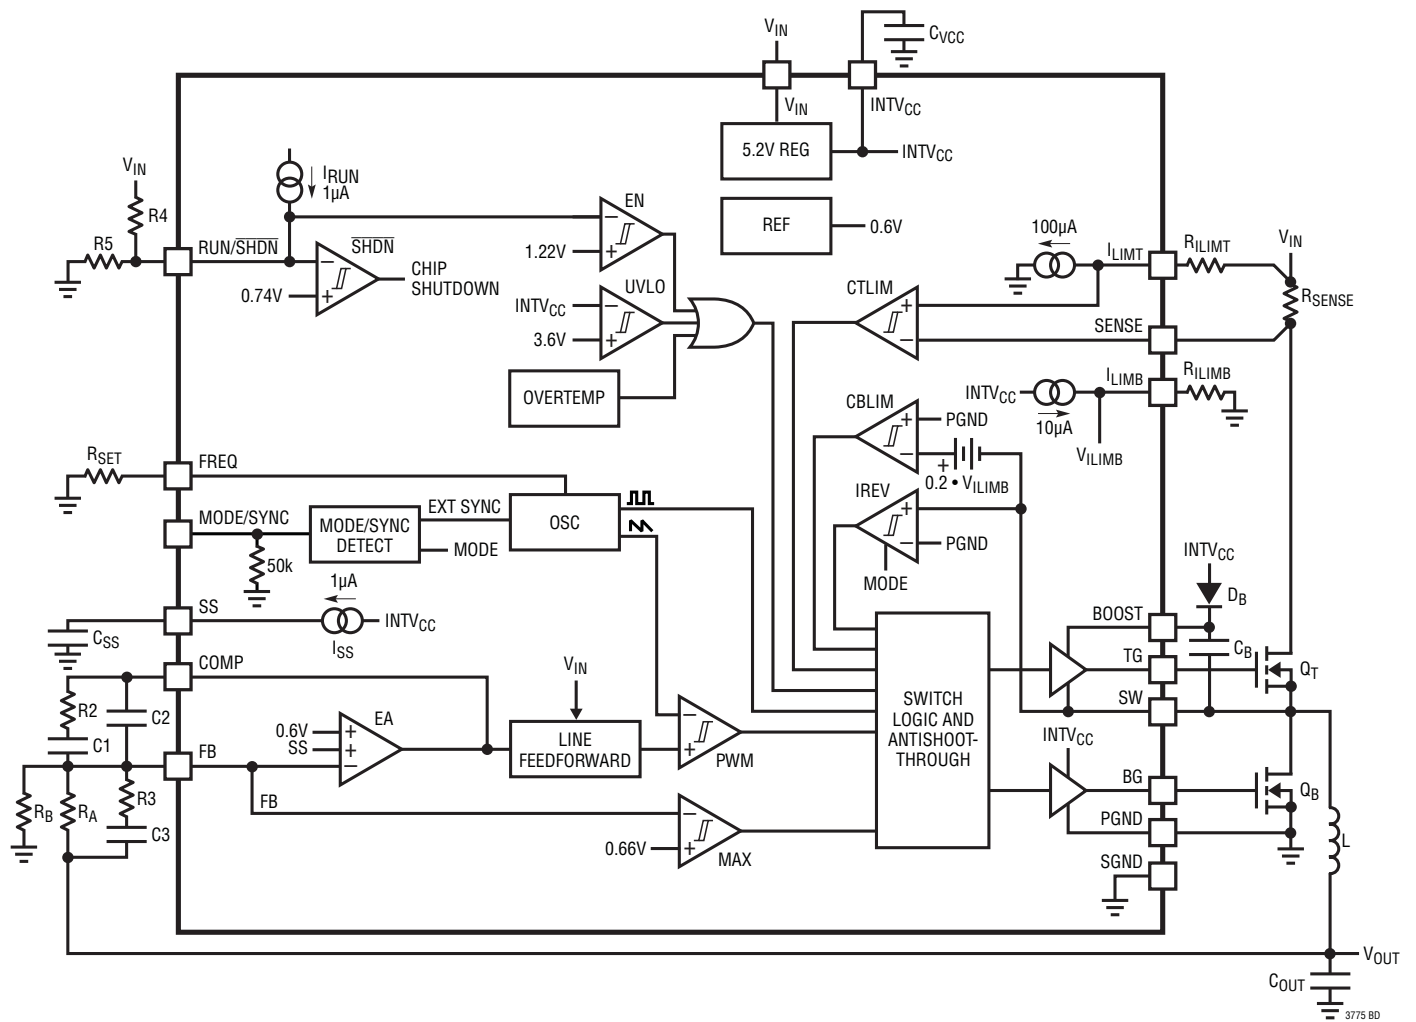 VIN
CVCC
VIN
INTVCC
5.2V REG
INTVCC
REF
0.6V
VIN
R4
R5
RUN/SHDN
IRUN
1µA
SHDN
0.74V
CHIP
SHUTDOWN
EN
1.22V
UVLO
INTVCC
3.6V
OVERTEMP
100µA
ILIMT
RILIMT
VIN
RSENSE
CTLIM
SENSE
ILIMB
RILIMB
INTVCC
10µA
VILIMB
CBLIM
PGND
0.2 • VILIMB
IREV
PGND
MODE
RSET
FREQ
MODE/SYNC
50k
MODE/SYNC
DETECT
EXT SYNC
MODE
OSC
SS
1µA
INTVCC
ISS
CSS
COMP
VIN
R2
C2
C1
0.6V
SS
EA
LINE
FEEDFORWARD
PWM
FB
FB
RB
RA
R3
C3
0.66V
MAX
SWITCH
LOGIC AND
ANTISHOOT-
THROUGH
INTVCC
DB
BOOST
CB
TG
QT
SW
INTVCC
BG
QB
PGND
SGND
L
VOUT
COUT
3775 BD